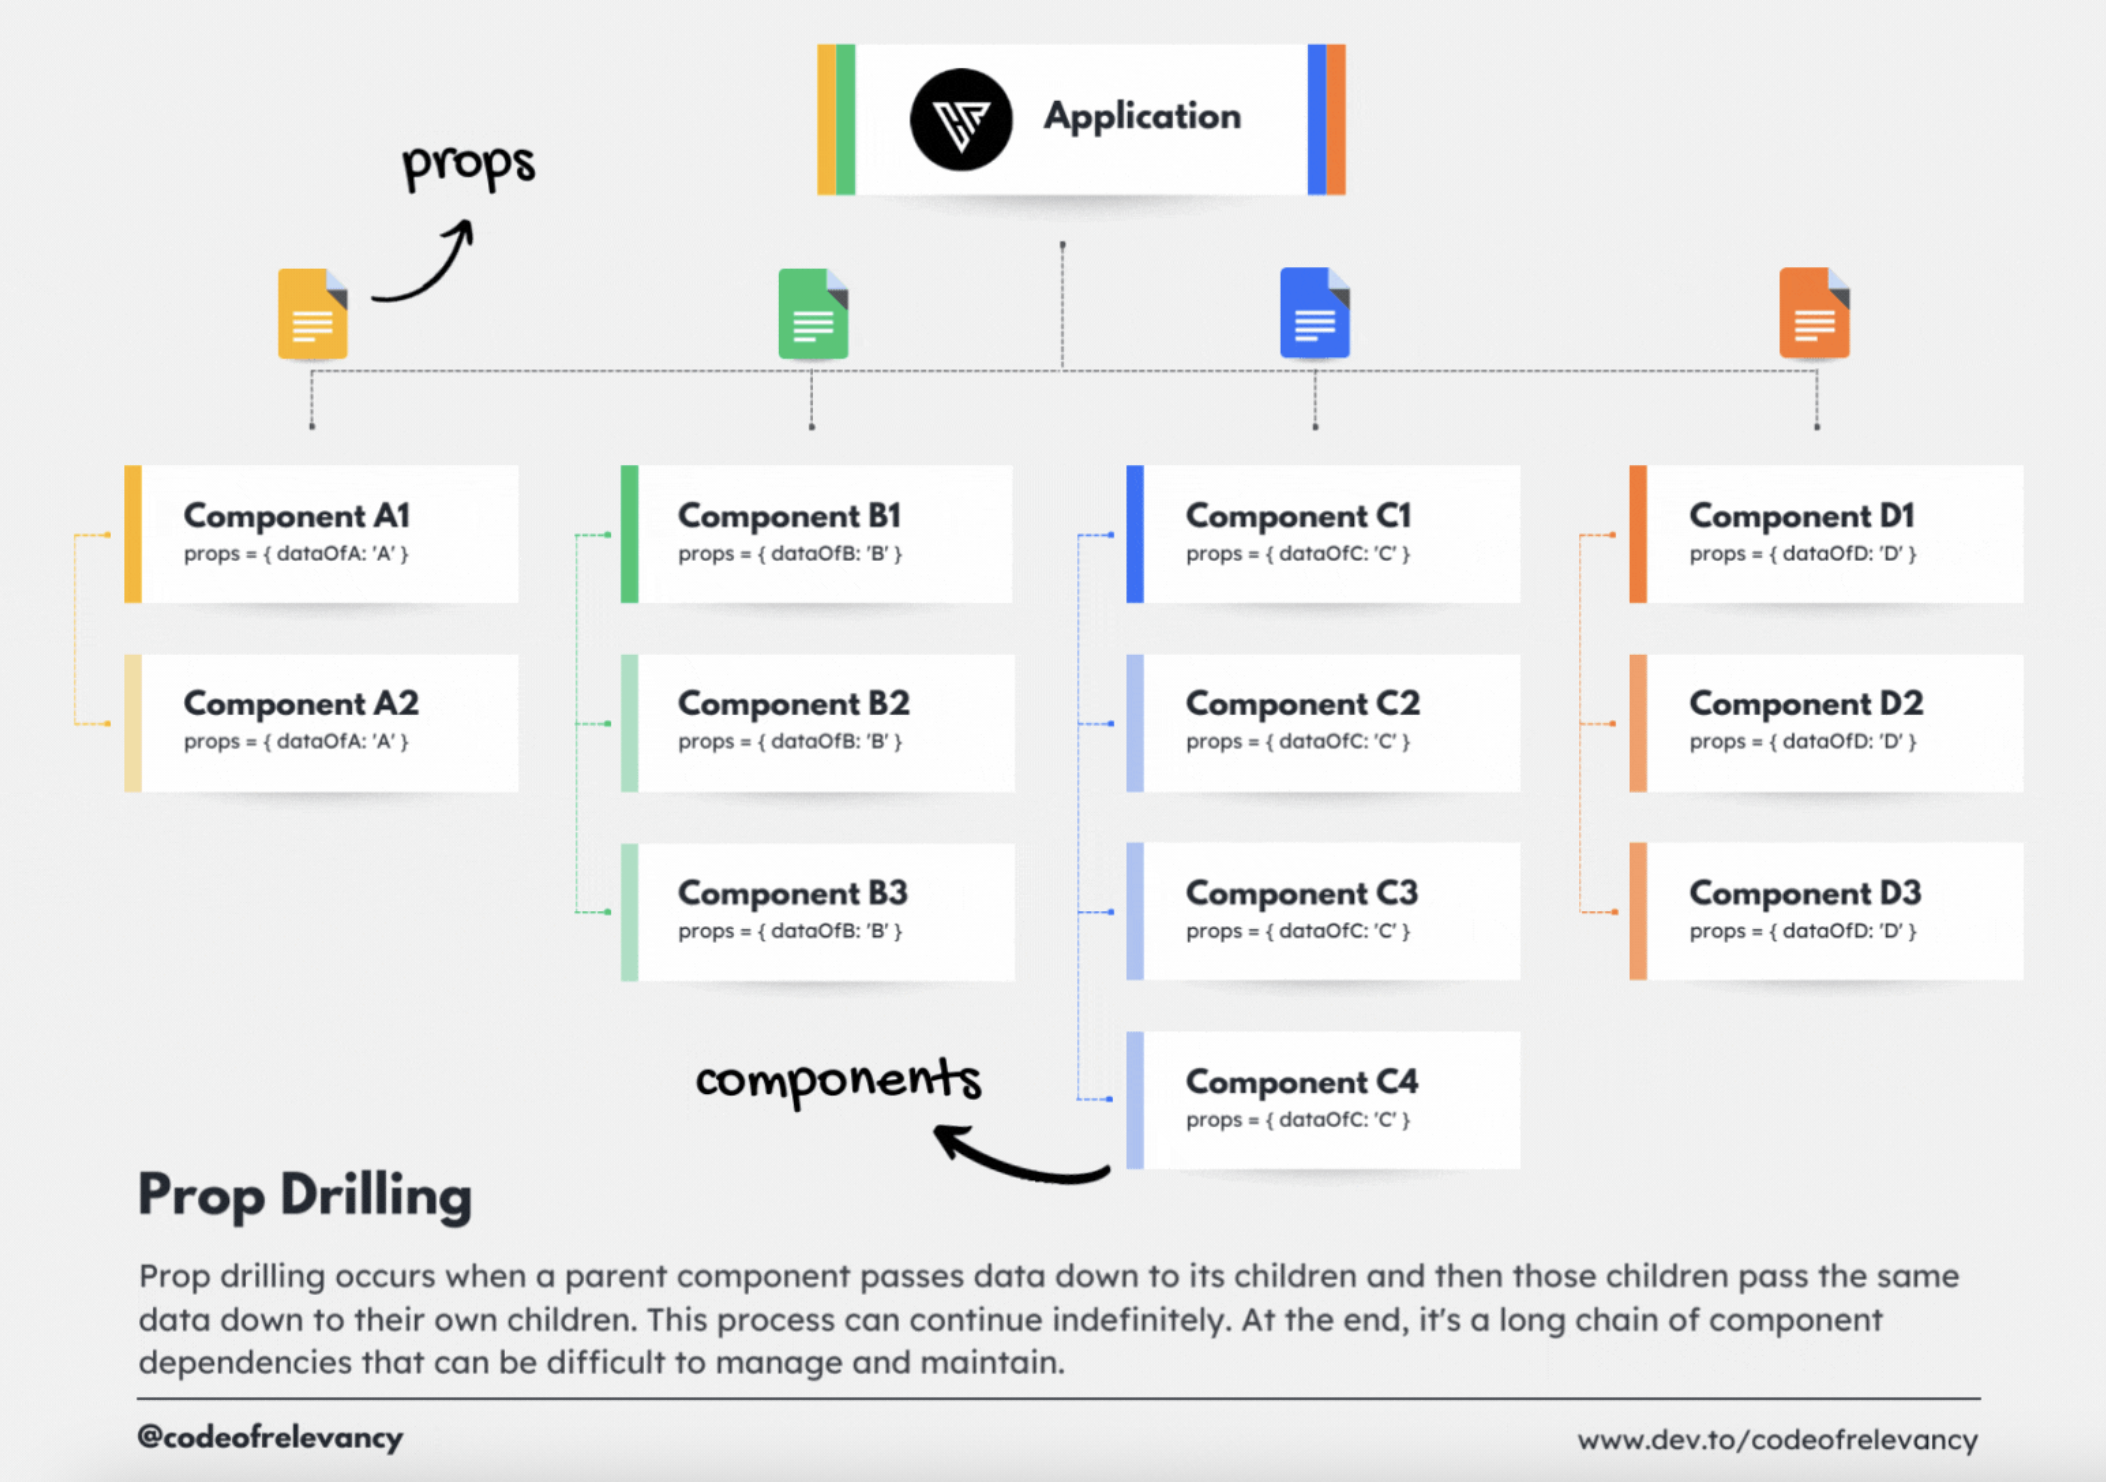 Application
props
Component A1
props = { dataOfA: 'A' }
Component B1
props = { dataOfB: 'B' }
Component C1
props = { dataOfC: 'C' }
Component D1
props = { dataOfD: 'D' }
Component A2
props = { dataOfA: 'A' }
Component B2
props = { dataOfB: 'B' }
Component C2
props = { dataOfC: 'C' }
Component D2
props = { dataOfD: 'D' }
Component B3
props = { dataOfB: 'B' }
Component C3
props = { dataOfC: 'C' }
Component D3
props = { dataOfD: 'D' }
components
Component C4
props = { dataOfC: 'C' }
Prop Drilling
Prop drilling occurs when a parent component passes data down to its children and then those children pass the same
data down to their own children. This process can continue indefinitely. At the end, it's a long chain of component
dependencies that can be difficult to manage and maintain.
@codeofrelevancy
www.dev.to/codeofrelevancy